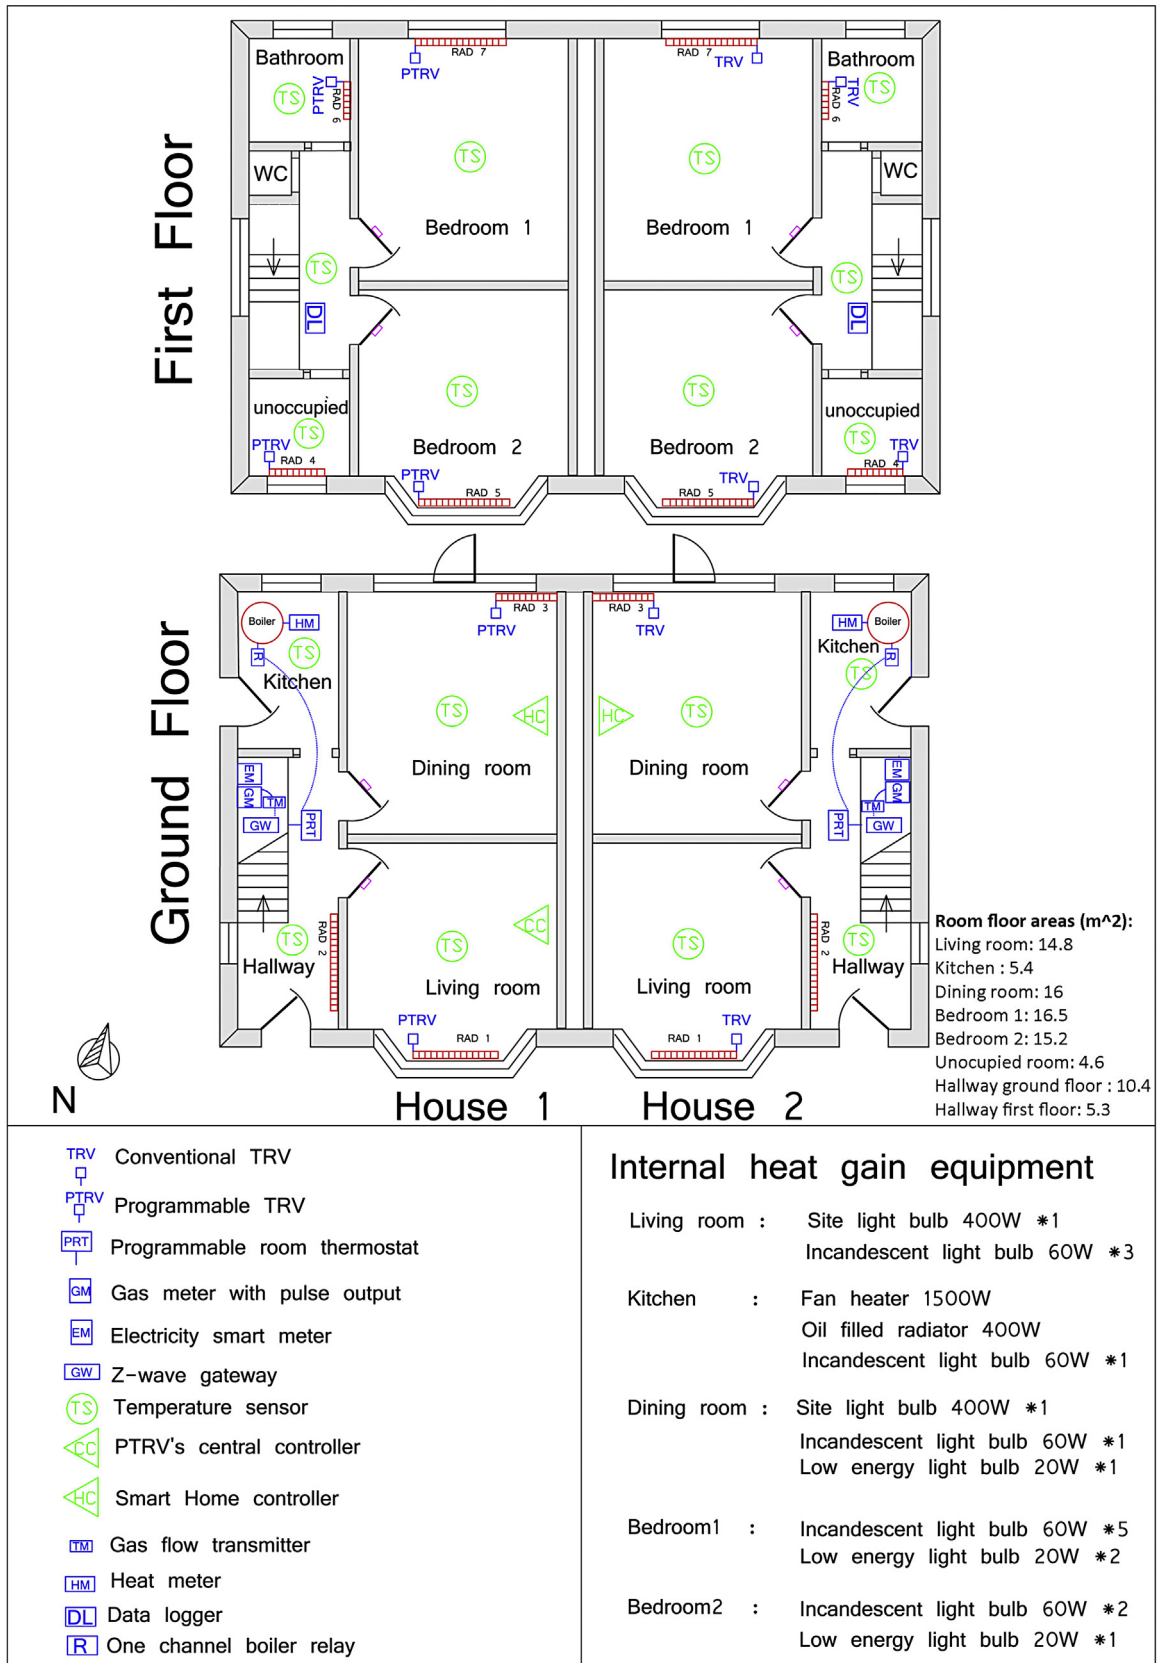 First Floor
Bathroom
TS
PTRV
RAD 6
WC
TS
DL
unoccupied
TS
PTRV
RAD 4
RAD 7
PTRV
TS
Bedroom 1
TS
Bedroom 2
PTRV
RAD 5
RAD 7
TRV
TS
Bedroom 1
TS
Bedroom 2
TRV
RAD 5
Bathroom
TS
TRV
RAD 6
WC
TS
DL
unoccupied
TS
TRV
RAD 4
Ground Floor
Boiler
HM
R
TS
Kitchen
EM
GM
TM
GW
PRT
TS
RAD 2
Hallway
RAD 3
PTRV
TS
HC
Dining room
CC
TS
Living room
PTRV
RAD 1
RAD 3
TRV
HC
TS
Dining room
TS
Living room
RAD 1
TRV
HM
Boiler
Kitchen
R
TS
EM
GM
TM
PRT
GW
RAD 2
TS
Hallway
N
House 1
House 2
Room floor areas (m^2):
Living room: 14.8
Kitchen : 5.4
Dining room: 16
Bedroom 1: 16.5
Bedroom 2: 15.2
Unocupied room: 4.6
Hallway ground floor : 10.4
Hallway first floor: 5.3
TRV Conventional TRV
PTRV Programmable TRV
PRT Programmable room thermostat
GM Gas meter with pulse output
EM Electricity smart meter
GW Z-wave gateway
TS Temperature sensor
CC PTRV's central controller
HC Smart Home controller
TM Gas flow transmitter
HM Heat meter
DL Data logger
R One channel boiler relay
Internal heat gain equipment
Living room : Site light bulb 400W *1
Incandescent light bulb 60W *3
Kitchen : Fan heater 1500W
Oil filled radiator 400W
Incandescent light bulb 60W *1
Dining room : Site light bulb 400W *1
Incandescent light bulb 60W *1
Low energy light bulb 20W *1
Bedroom1 : Incandescent light bulb 60W *5
Low energy light bulb 20W *2
Bedroom2 : Incandescent light bulb 60W *2
Low energy light bulb 20W *1